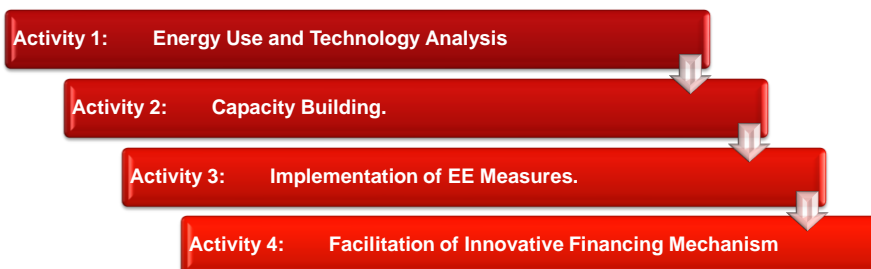 Activity 1: Energy Use and Technology Analysis
Activity 2: Capacity Building.
Activity 3: Implementation of EE Measures.
Activity 4: Facilitation of Innovative Financing Mechanism